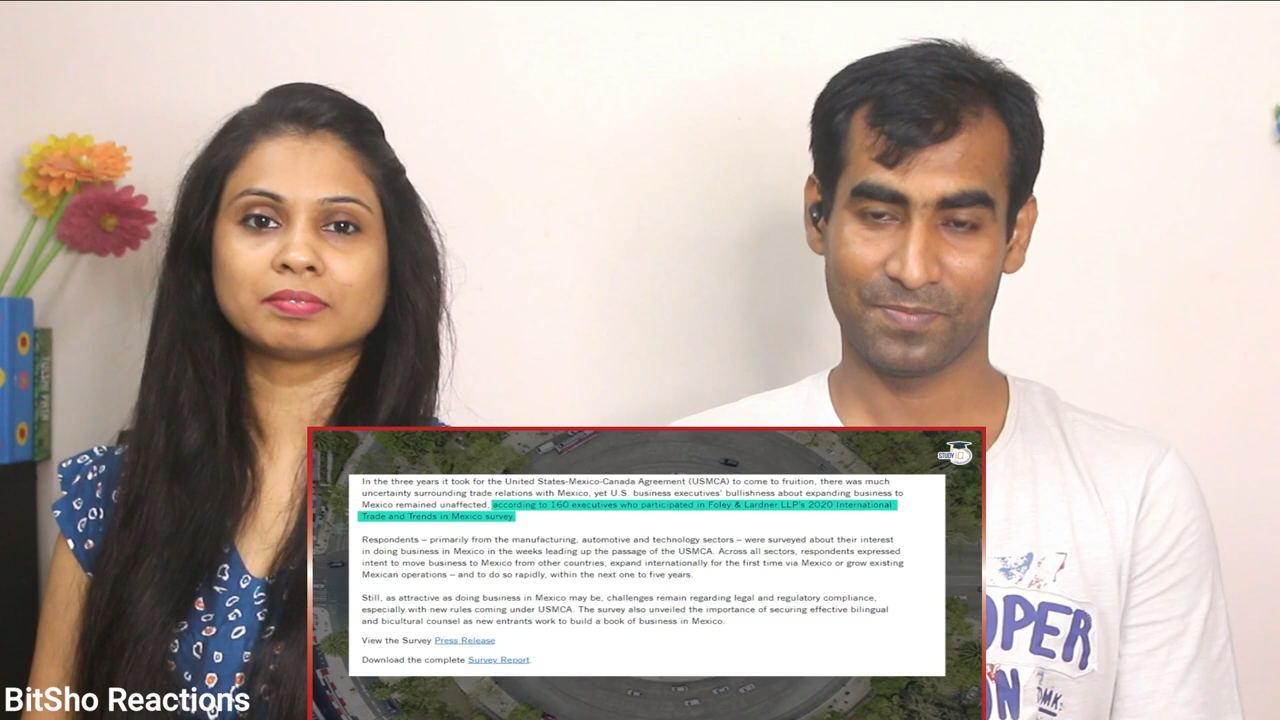 STUDY IQ
In the three years it took for the United States-Mexico-Canada Agreement (USMCA) to come to fruition, there was much
uncertainty surrounding trade relations with Mexico, yet U.S. business executives' bullishness about expanding business to
Mexico remained unaffected, according to 160 executives who participated in Foley & Lardner LLP's 2020 International
Trade and Trends in Mexico survey.
Respondents – primarily from the manufacturing, automotive and technology sectors – were surveyed about their interest
in doing business in Mexico in the weeks leading up the passage of the USMCA. Across all sectors, respondents expressed
intent to move business to Mexico from other countries, expand internationally for the first time via Mexico or grow existing
Mexican operations – and to do so rapidly, within the next one to five years.
Still, as attractive as doing business in Mexico may be, challenges remain regarding legal and regulatory compliance,
especially with new rules coming under USMCA. The survey also unveiled the importance of securing effective bilingual
and bicultural counsel as new entrants work to build a book of business in Mexico.
View the Survey Press Release
Download the complete Survey Report.
OPER
ON
BitSho Reactions